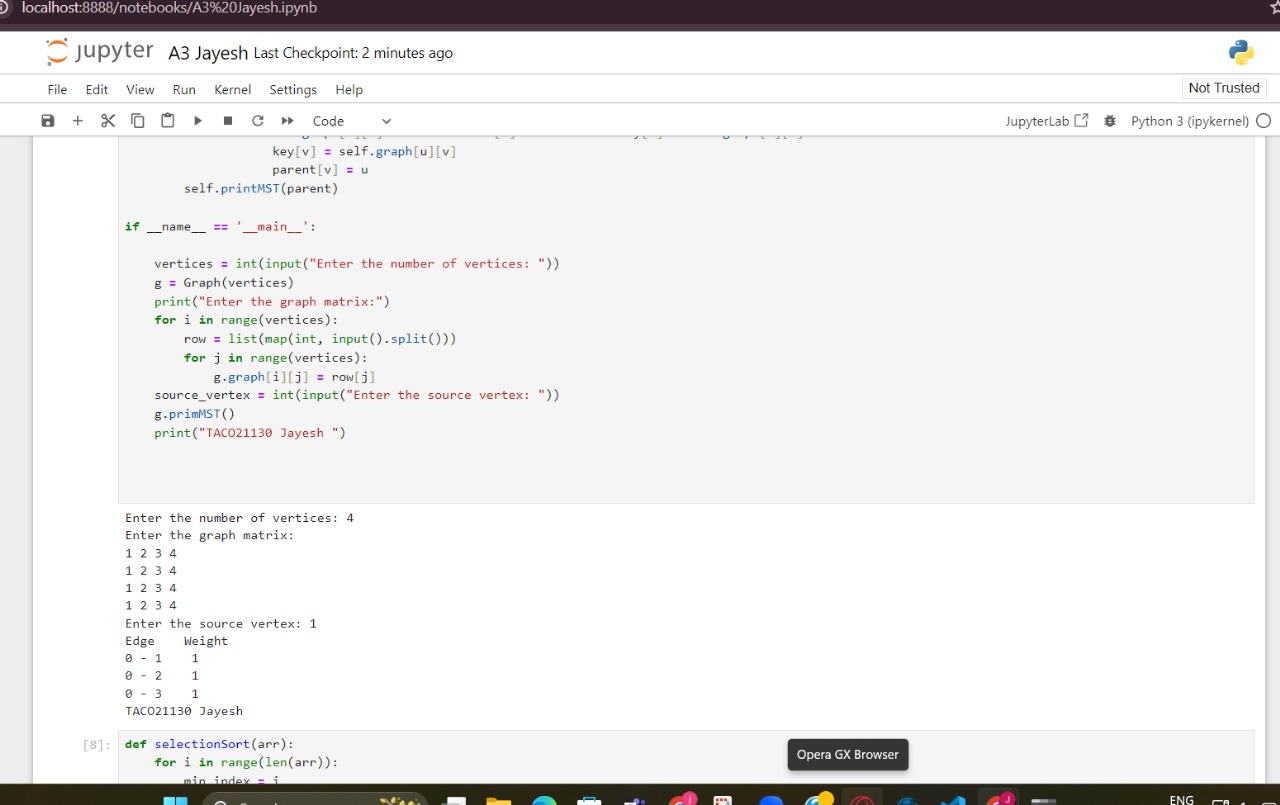 localhost:8888/notebooks/A3%20Jayesh.ipynb
jupyter A3 Jayesh Last Checkpoint: 2 minutes ago
File Edit View Run Kernel Settings Help
Not Trusted
Code
JupyterLab Python 3 (ipykernel)
key[v] = self.graph[u][v]
parent[v] = u
self.printMST(parent)
if __name__ == '__main__':
vertices = int(input("Enter the number of vertices: "))
g = Graph(vertices)
print("Enter the graph matrix:")
for i in range(vertices):
row = list(map(int, input().split()))
for j in range(vertices):
g.graph[i][j] = row[j]
source_vertex = int(input("Enter the source vertex: "))
g.primMST()
print("TACO21130 Jayesh ")
Enter the number of vertices: 4
Enter the graph matrix:
1 2 3 4
1 2 3 4
1 2 3 4
1 2 3 4
Enter the source vertex: 1
Edge Weight
0 - 1 1
0 - 2 1
0 - 3 1
TACO21130 Jayesh
[8]: def selectionSort(arr):
for i in range(len(arr)):
min_index = i
Opera GX Browser
ENG